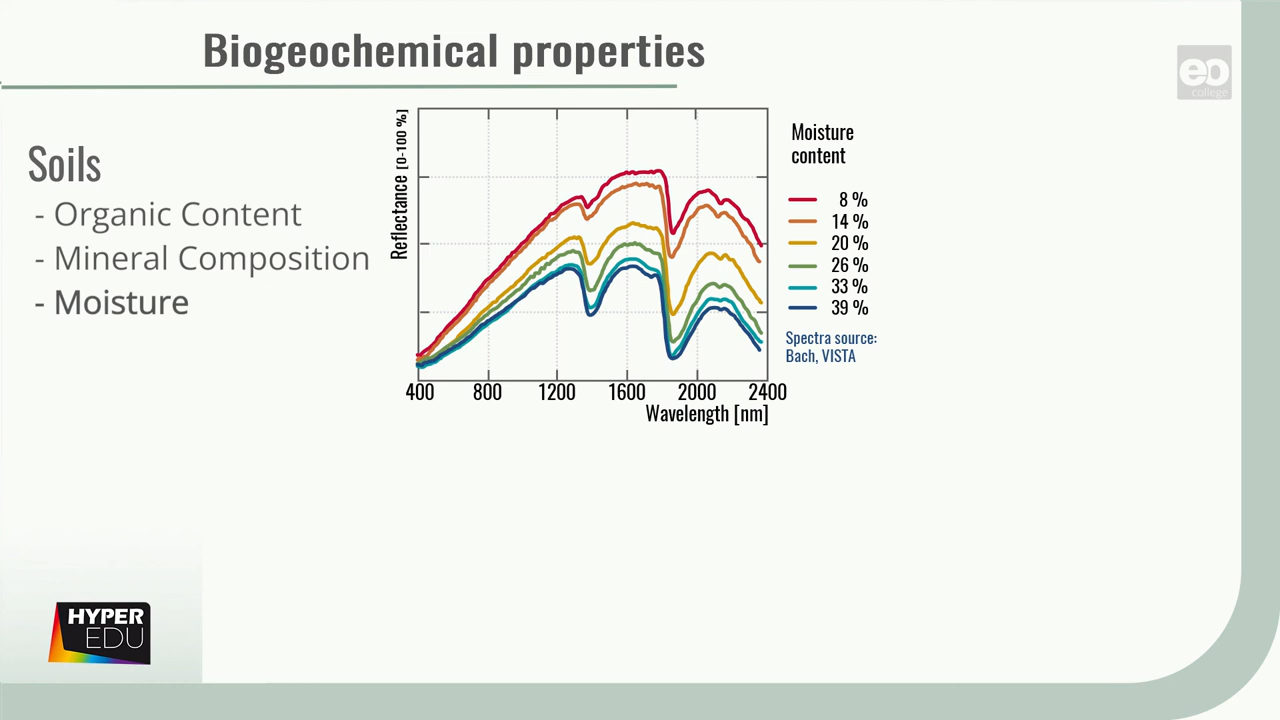 Biogeochemical properties
eo
college
Soils
- Organic Content
- Mineral Composition
- Moisture
Reflectance [0-100 %]
400 800 1200 1600 2000 2400
Wavelength [nm]
Moisture
content
8 %
14 %
20 %
26 %
33 %
39 %
Spectra source:
Bach, VISTA
HYPER
EDU